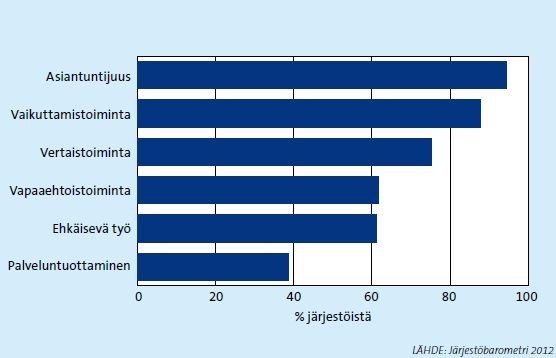 Asiantuntijuus
Vaikuttamistoiminta
Vertaistoiminta
Vapaaehtoistoiminta
Ehkäisevä työ
Palveluntuottaminen
0 20 40 60 80 100
% järjestöistä
LÄHDE: Järjestöbarometri 2012